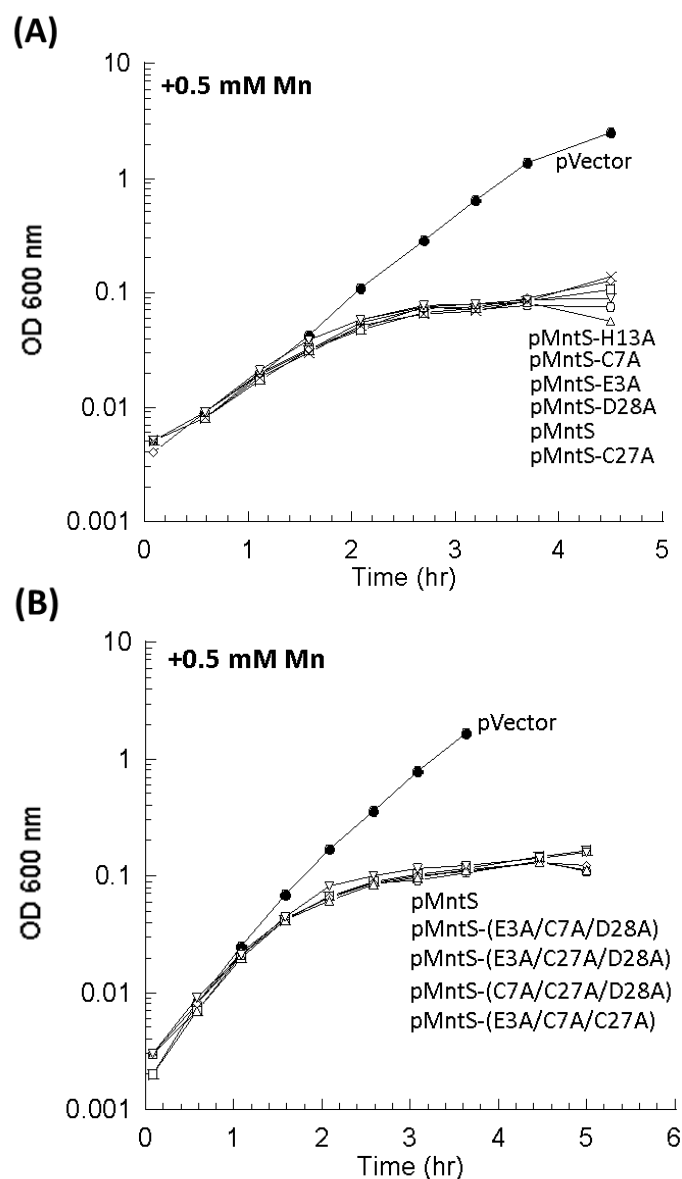 (A)
+0.5 mM Mn
10
1
0.1
0.01
0.001
OD 600 nm
pVector
pMntS-H13A
pMntS-C7A
pMntS-E3A
pMntS-D28A
pMntS
pMntS-C27A
0 1 2 3 4 5
Time (hr)
(B)
+0.5 mM Mn
10
1
0.1
0.01
0.001
OD 600 nm
pVector
pMntS
pMntS-(E3A/C7A/D28A)
pMntS-(E3A/C27A/D28A)
pMntS-(C7A/C27A/D28A)
pMntS-(E3A/C7A/C27A)
0 1 2 3 4 5 6
Time (hr)